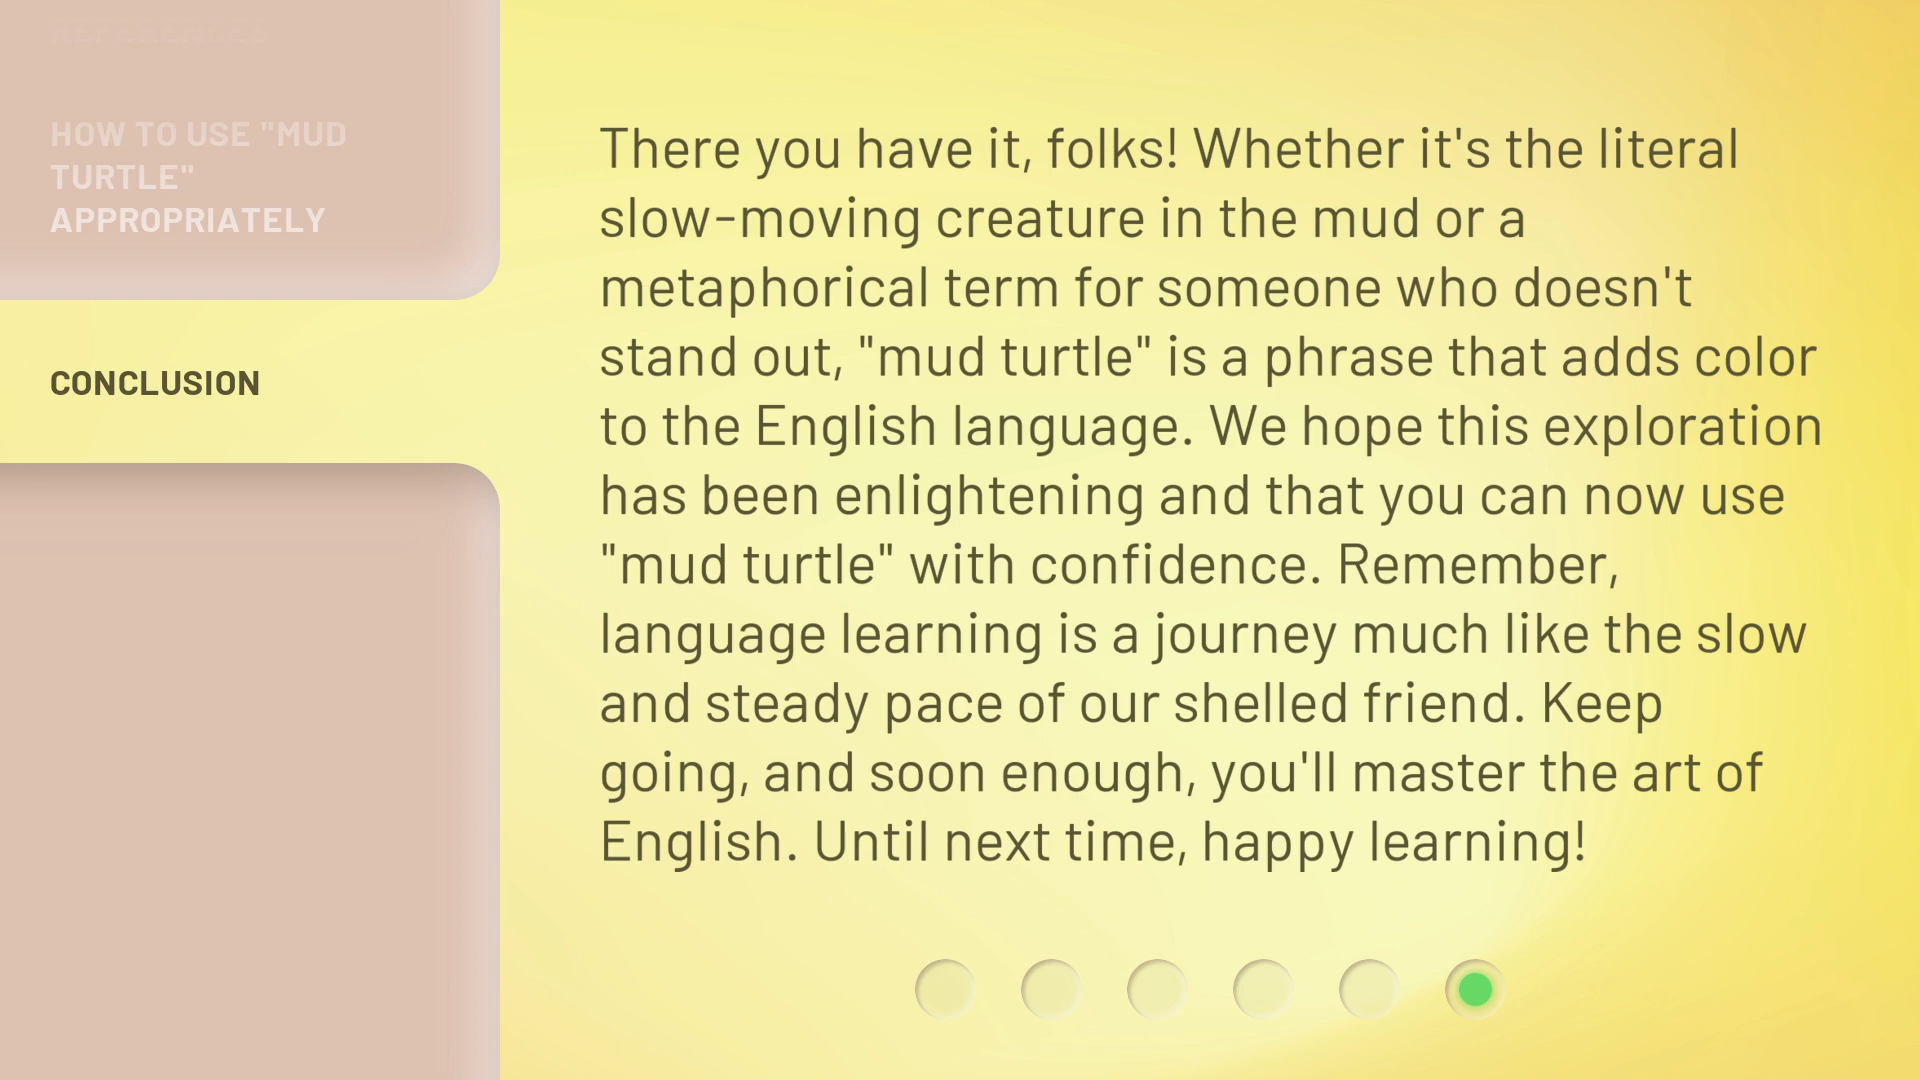 HOW TO USE "MUD
TURTLE"
APPROPRIATELY
CONCLUSION
There you have it, folks! Whether it's the literal
slow-moving creature in the mud or a
metaphorical term for someone who doesn't
stand out, "mud turtle" is a phrase that adds color
to the English language. We hope this exploration
has been enlightening and that you can now use
"mud turtle" with confidence. Remember,
language learning is a journey much like the slow
and steady pace of our shelled friend. Keep
going, and soon enough, you'll master the art of
English. Until next time, happy learning!